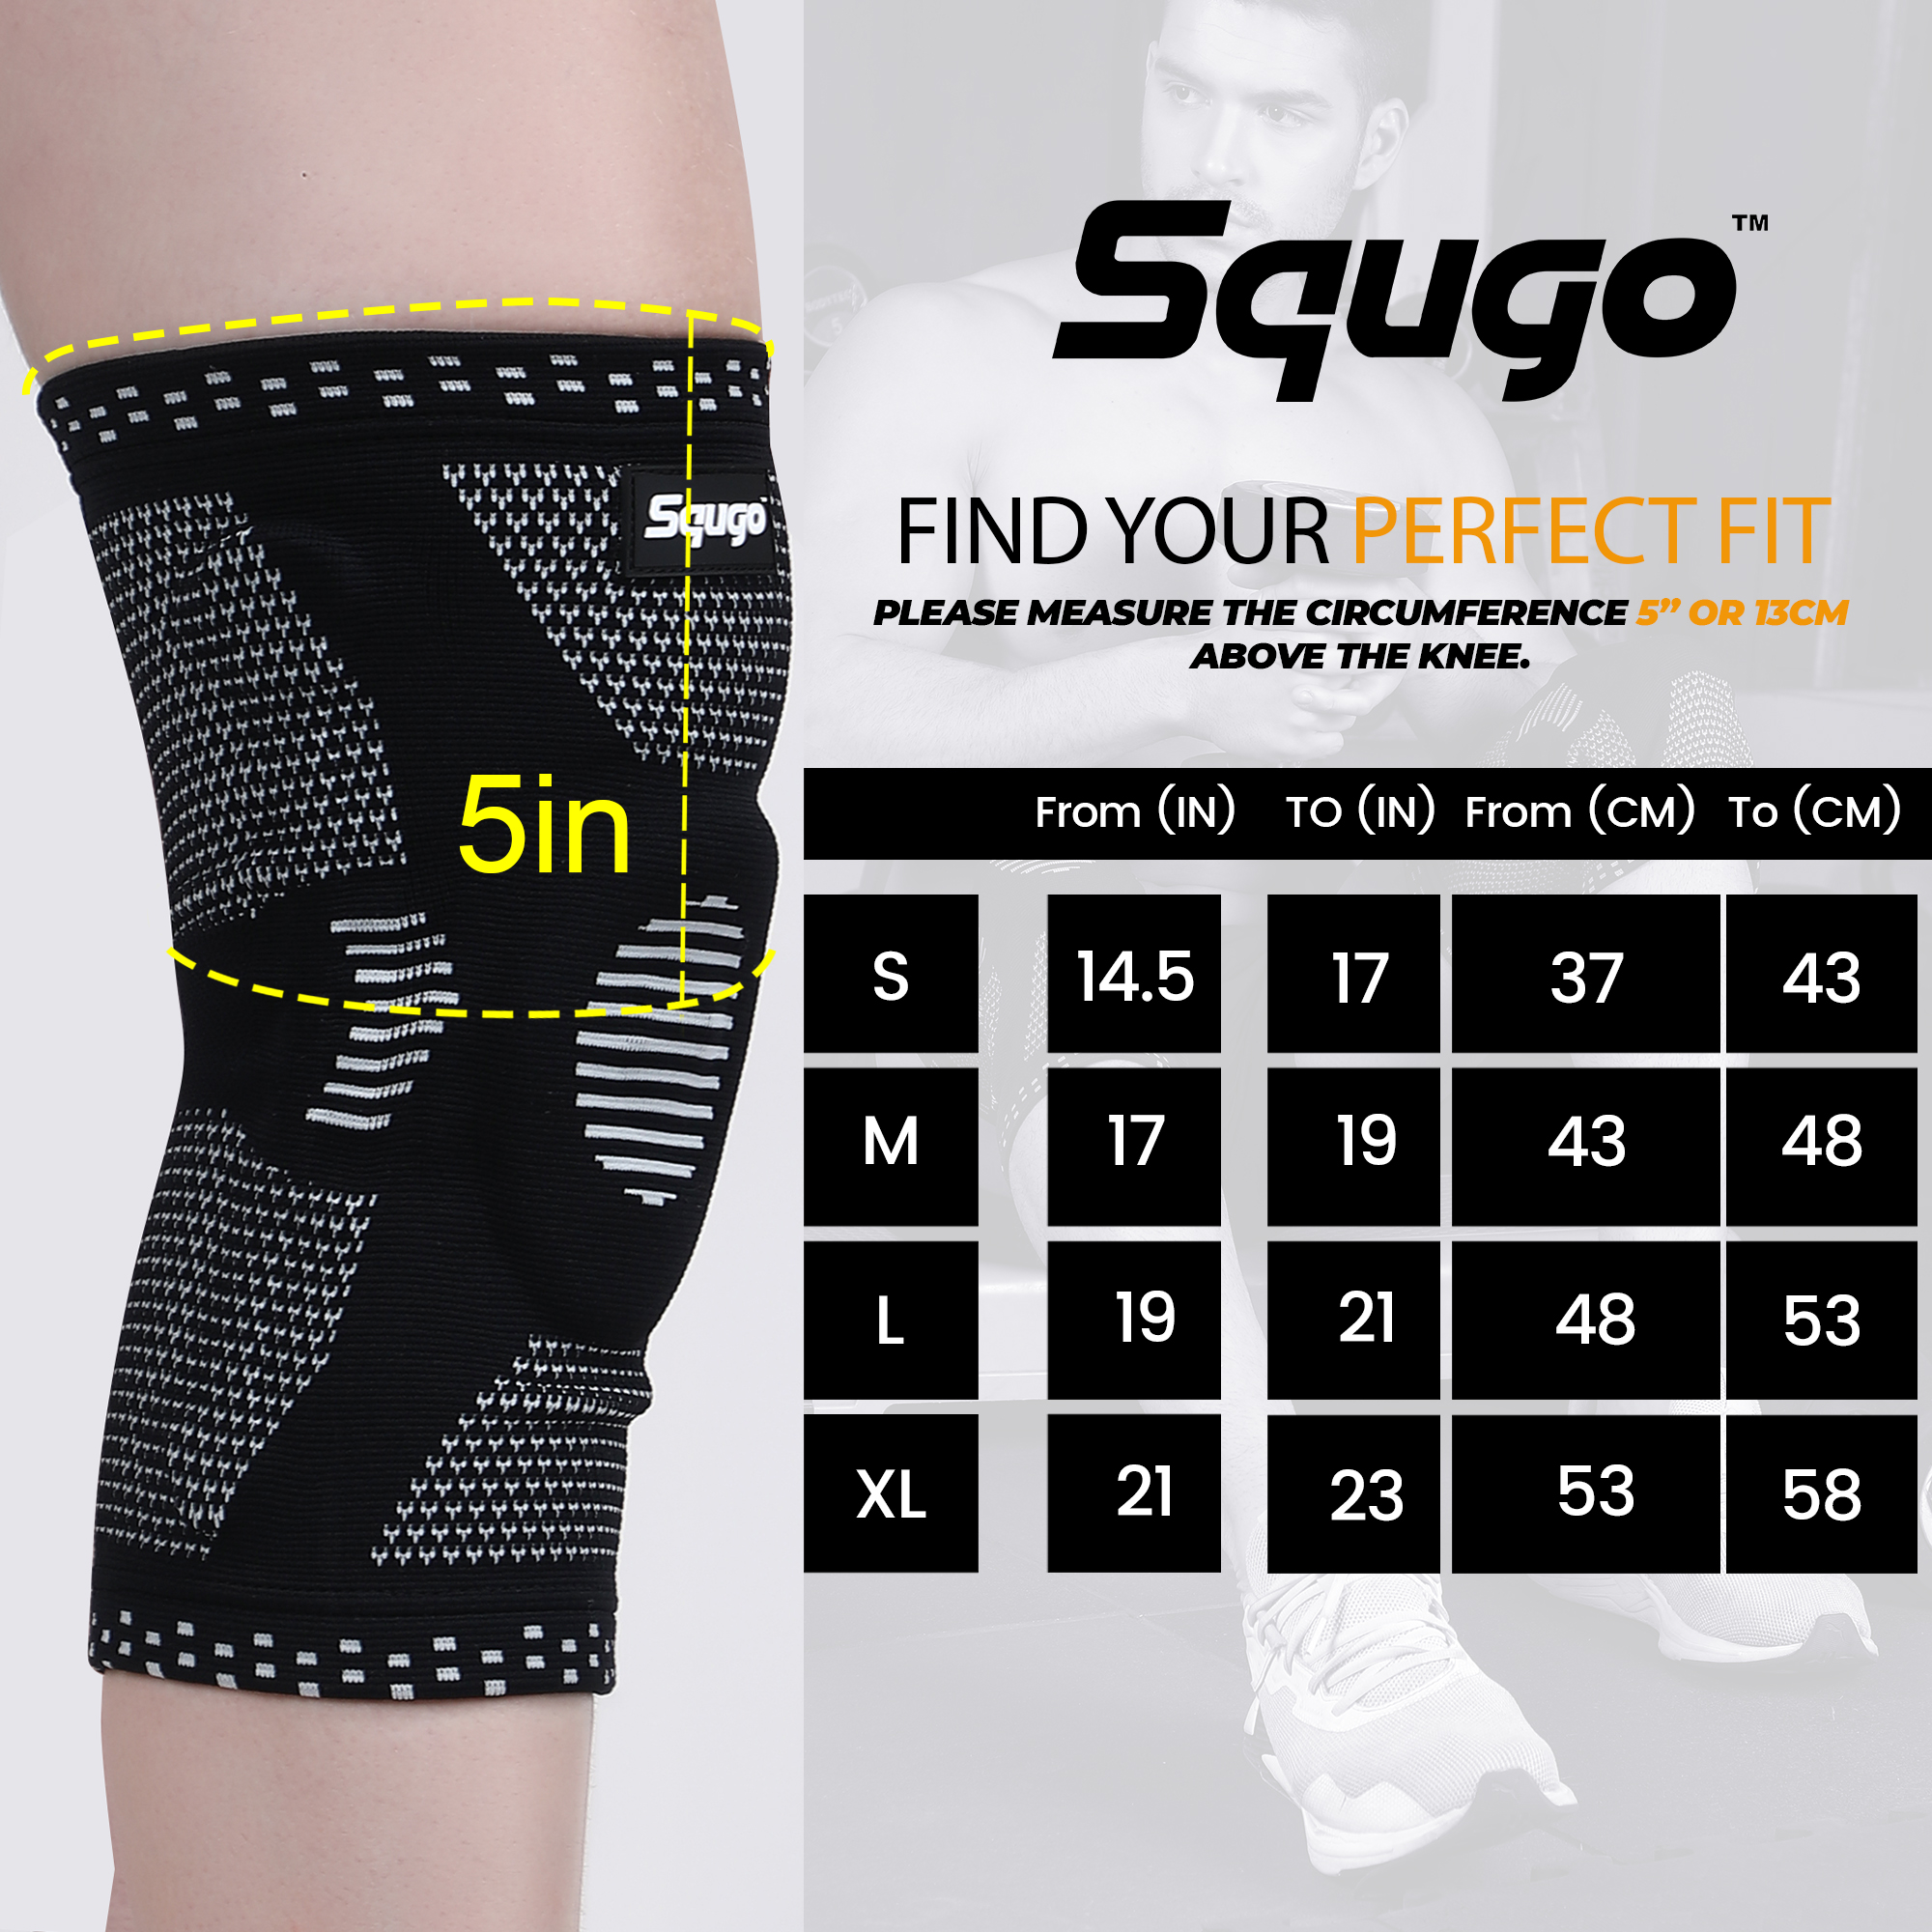 Squgo™
FIND YOUR PERFECT FIT
PLEASE MEASURE THE CIRCUMFERENCE 5” OR 13CM
ABOVE THE KNEE.
Squgo
5in
From (IN) TO (IN) From (CM) To (CM)
S 14.5 17 37 43
M 17 19 43 48
L 19 21 48 53
XL 21 23 53 58